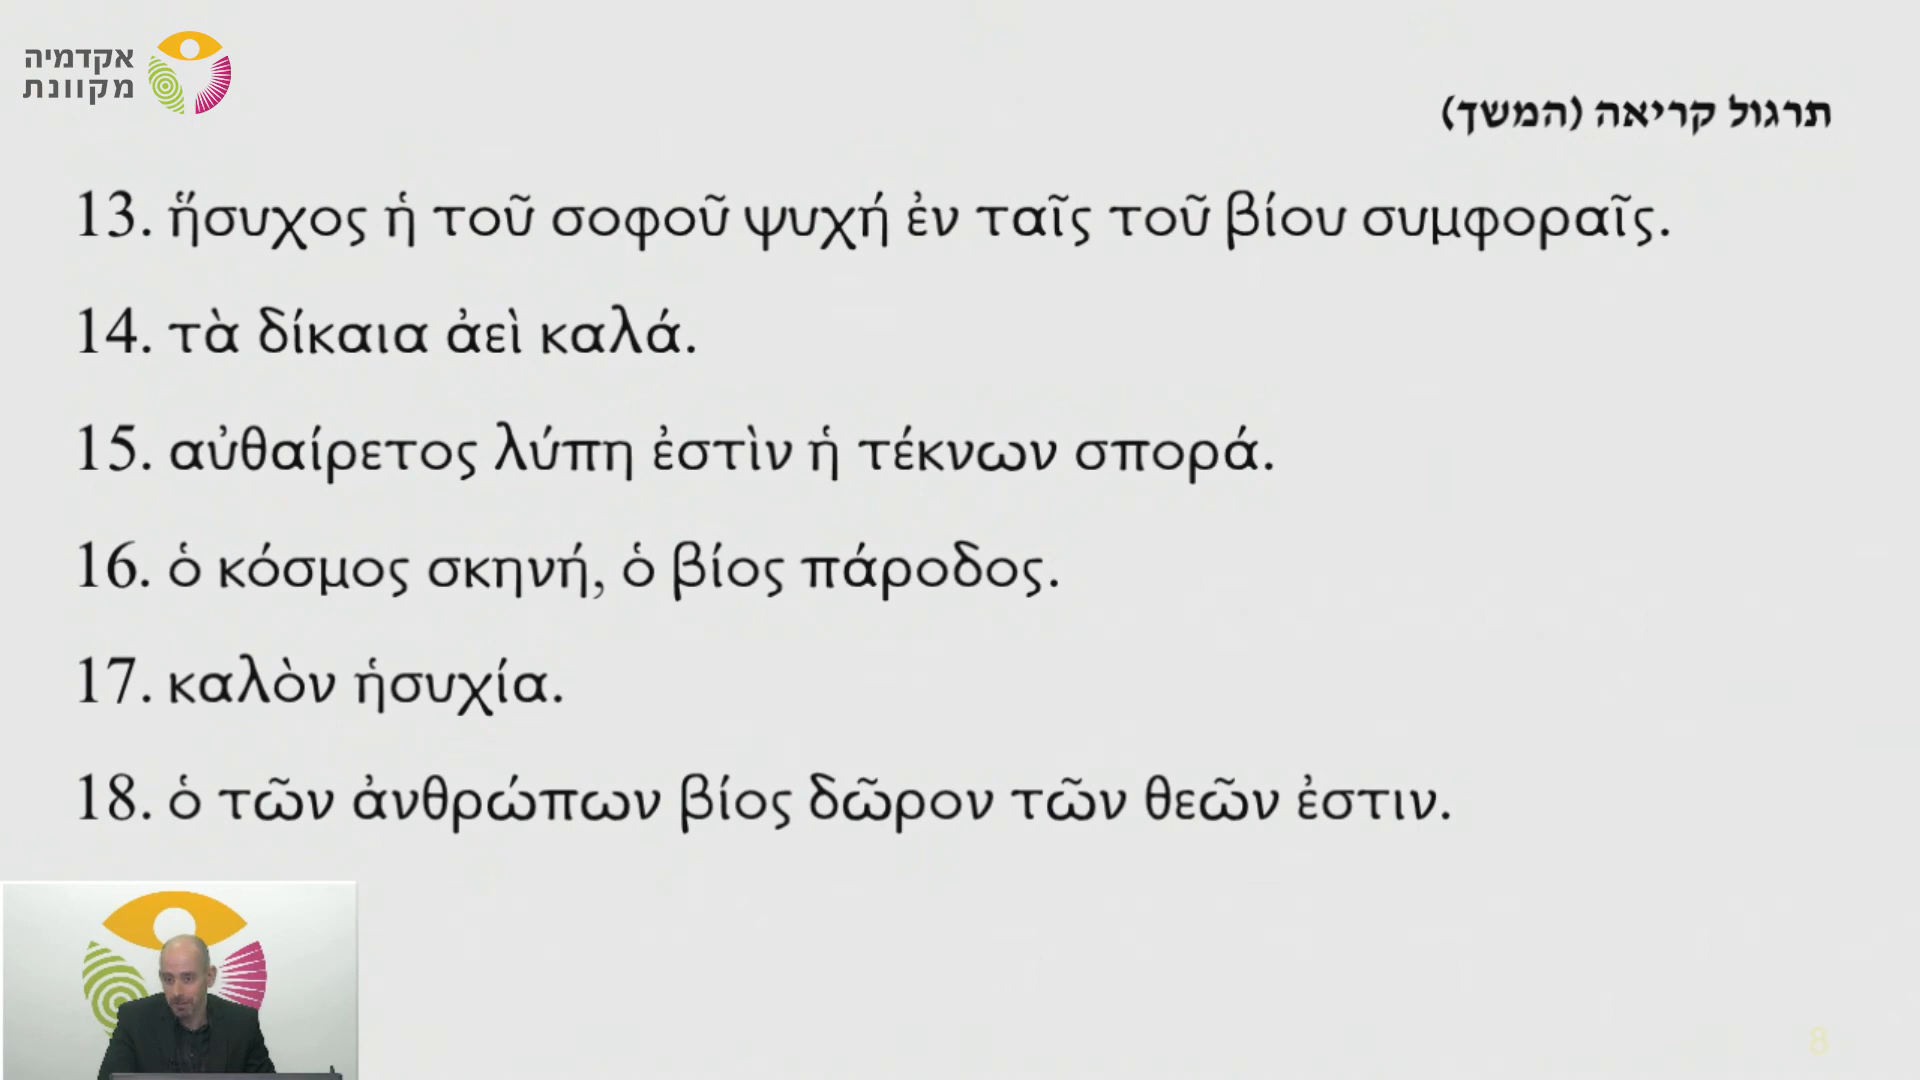 אקדמיה
מקוונת
תרגול קריאה (המשך)
13. ἥσυχος ἡ τοῦ σοφοῦ ψυχή ἐν ταῖς τοῦ βίου συμφοραῖς.
14. τὰ δίκαια ἀεὶ καλά.
15. αὐθαίρετος λύπη ἐστὶν ἡ τέκνων σπορά.
16. ὁ κόσμος σκηνή, ὁ βίος πάροδος.
17. καλὸν ἡσυχία.
18. ὁ τῶν ἀνθρώπων βίος δῶρον τῶν θεῶν ἐστιν.
8